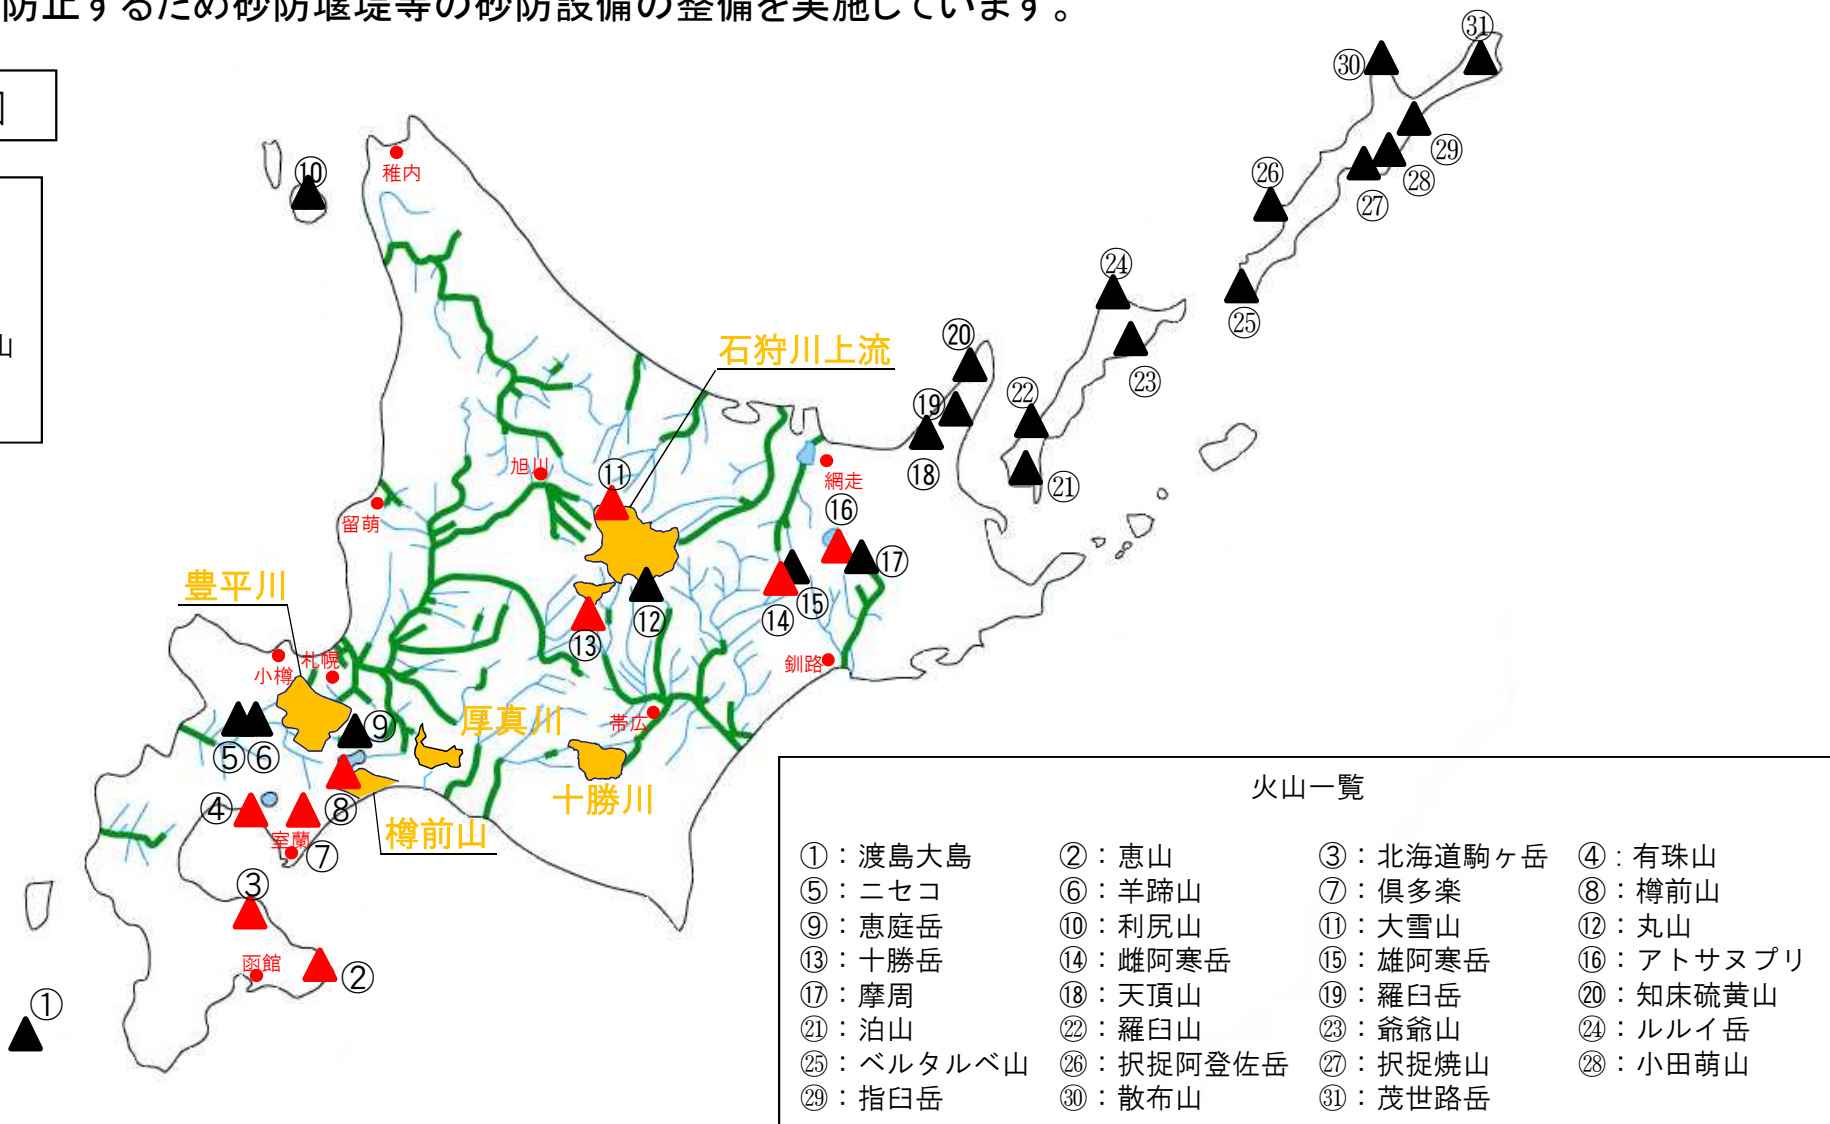 防止するため砂防堰堤等の砂防設備の整備を実施しています。
山
㉛
㉚
㉙
㉘
㉗
㉖
㉕
㉔
㉓
㉒
㉑
⑳
⑲
⑱
⑩
稚内
石狩川上流
旭川
⑪
網走
⑯
⑰
留萌
⑮
⑭
⑫
⑬
豊平川
釧路
札幌
小樽
帯広
厚真川
⑨
⑤⑥
十勝川
④
⑧
樽前山
室蘭
⑦
③
函館
②
①
火山一覧
①：渡島大島 ②：恵山 ③：北海道駒ヶ岳 ④：有珠山
⑤：ニセコ ⑥：羊蹄山 ⑦：倶多楽 ⑧：樽前山
⑨：恵庭岳 ⑩：利尻山 ⑪：大雪山 ⑫：丸山
⑬：十勝岳 ⑭：雌阿寒岳 ⑮：雄阿寒岳 ⑯：アトサヌプリ
⑰：摩周 ⑱：天頂山 ⑲：羅臼岳 ⑳：知床硫黄山
㉑：泊山 ㉒：羅臼山 ㉓：爺爺山 ㉔：ルルイ岳
㉕：ベルタルベ山 ㉖：択捉阿登佐岳 ㉗：択捉焼山 ㉘：小田萌山
㉙：指臼岳 ㉚：散布山 ㉛：茂世路岳